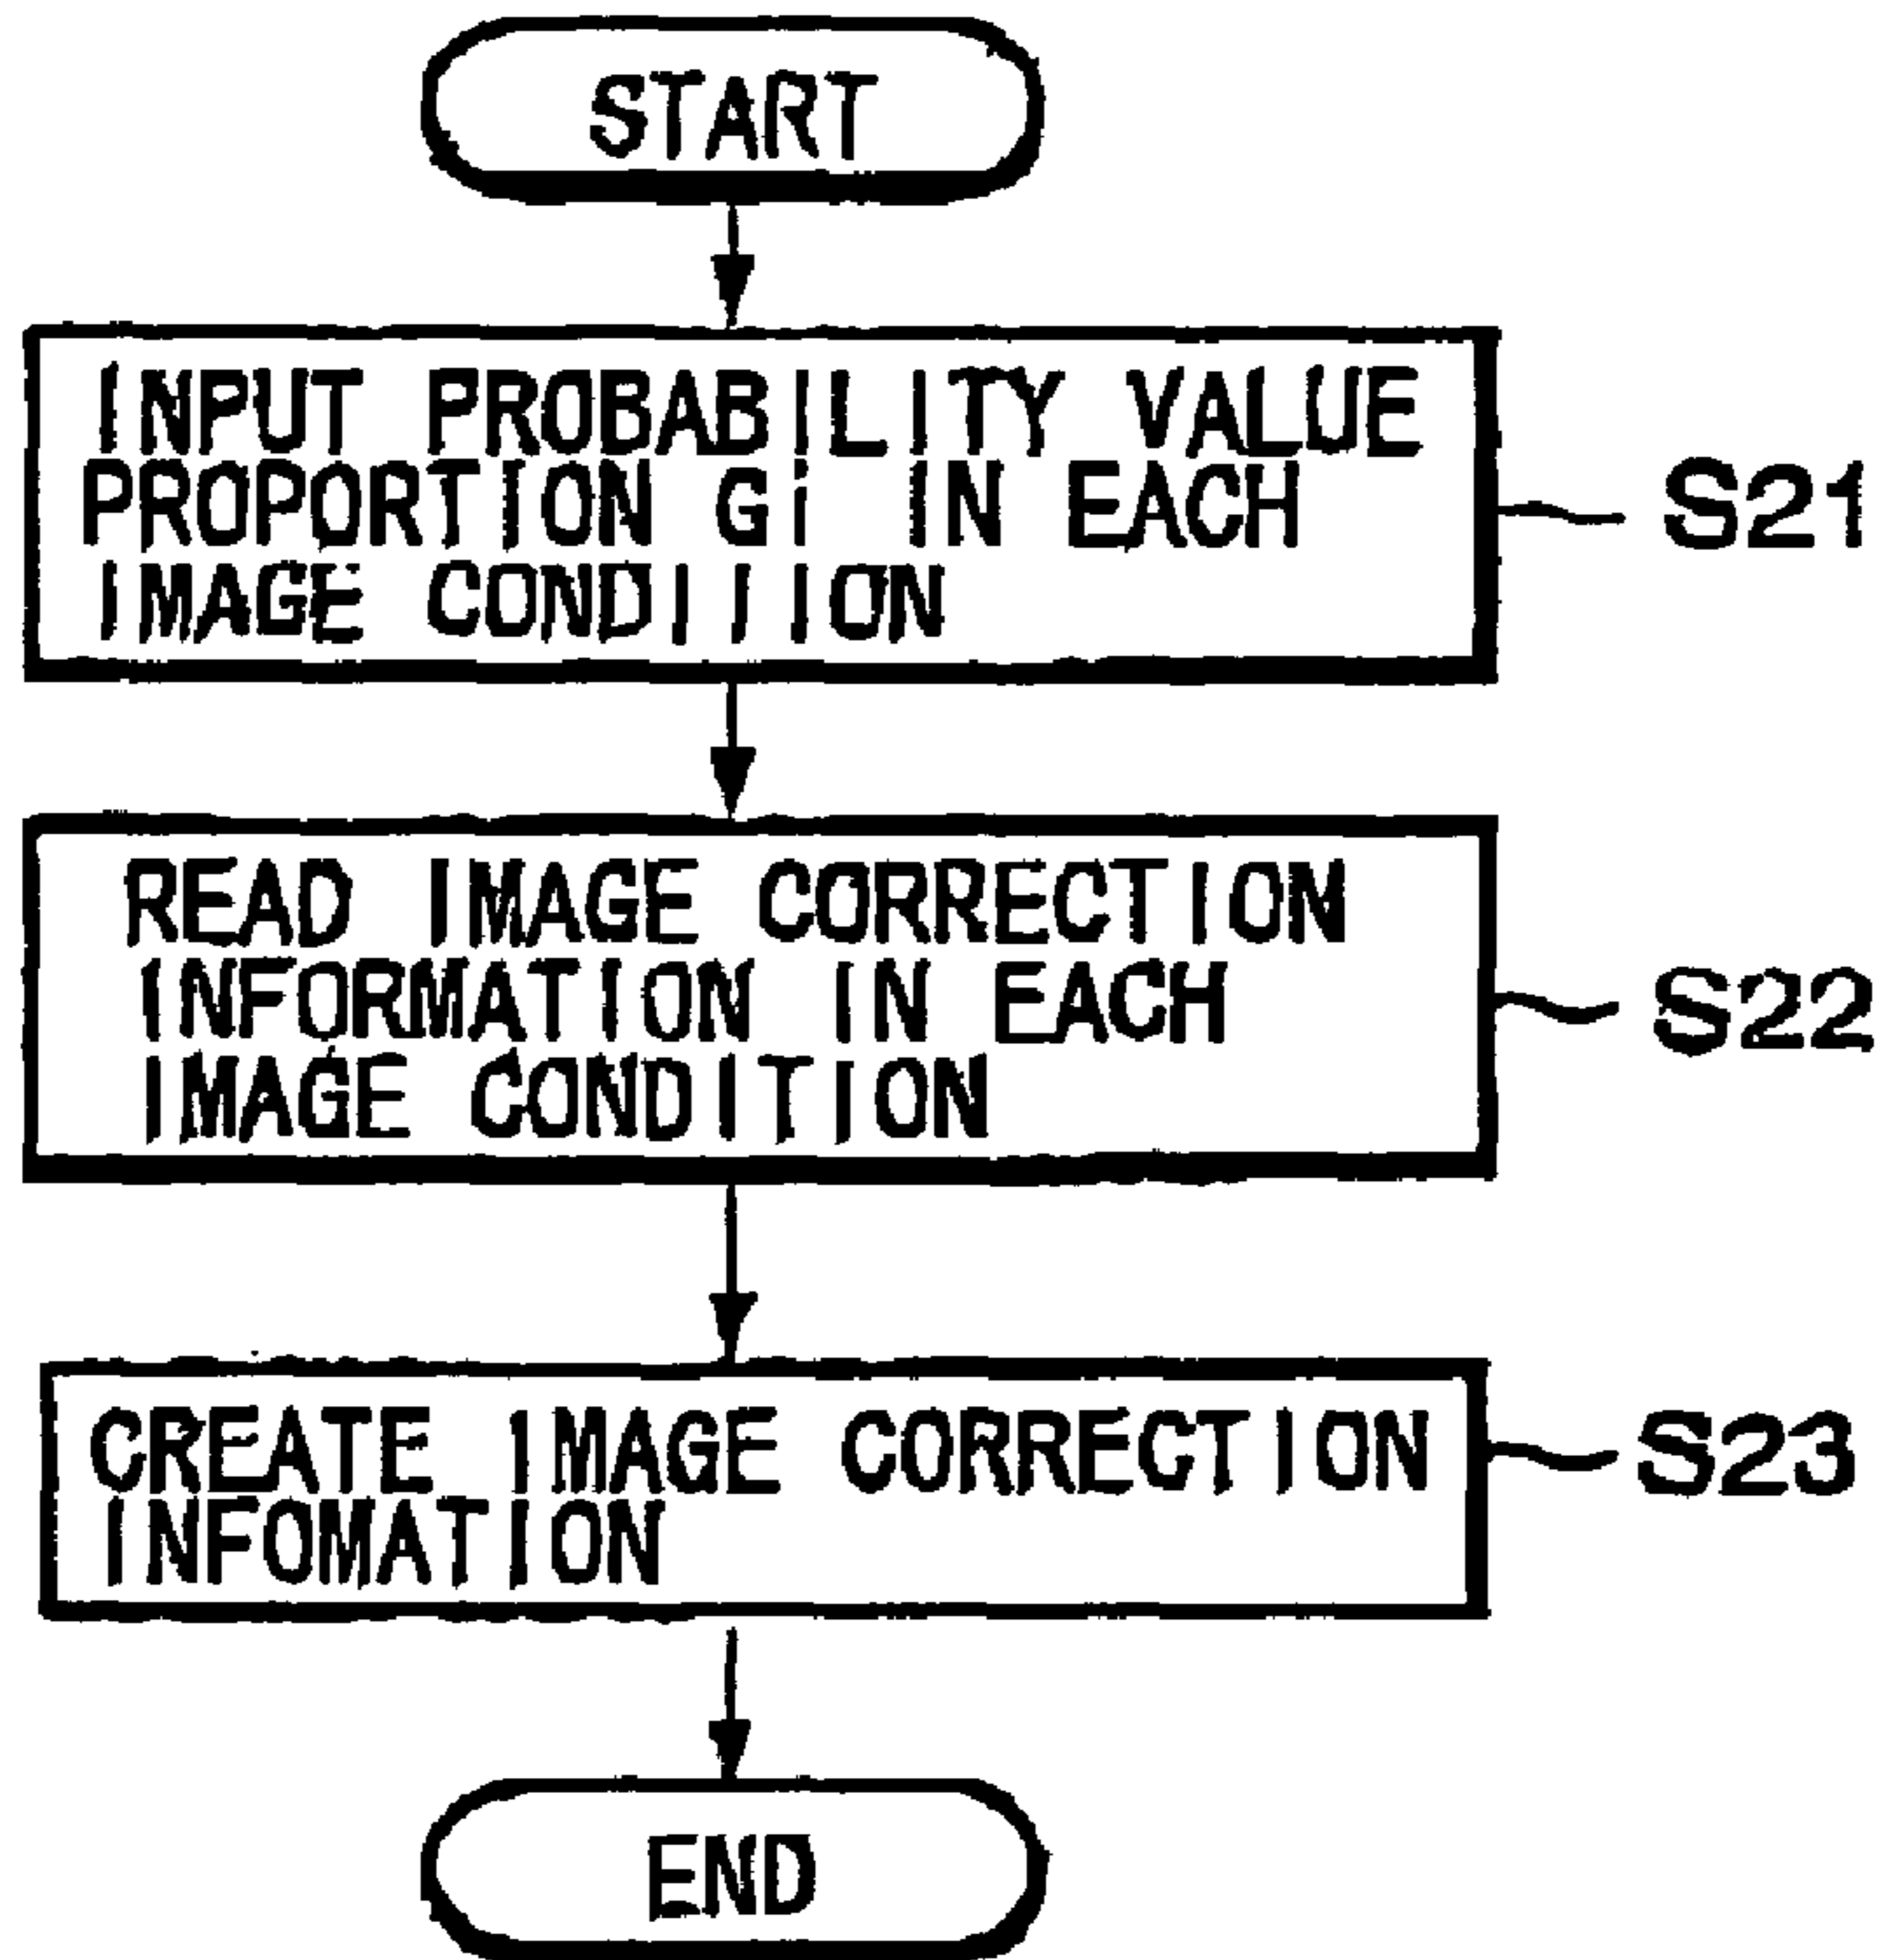 START
INPUT PROBABILITY VALUE
PROPORTION Gi IN EACH
IMAGE CONDITION
S21
READ IMAGE CORRECTION
INFORMATION IN EACH
IMAGE CONDITION
S22
CREATE IMAGE CORRECTION
INFOMATION
S23
END